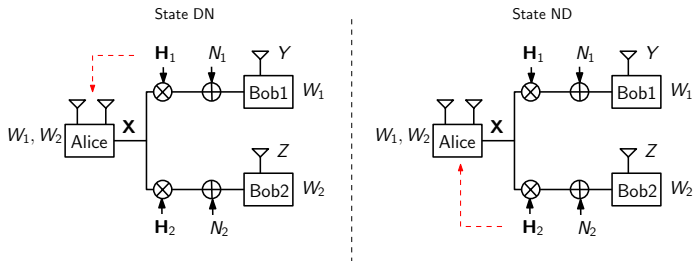 State DN
H₁ N₁ Y
Bob1 W₁
W₁, W₂ Alice X
Z
Bob2 W₂
H₂ N₂
State ND
H₁ N₁ Y
Bob1 W₁
W₁, W₂ Alice X
Z
Bob2 W₂
H₂ N₂